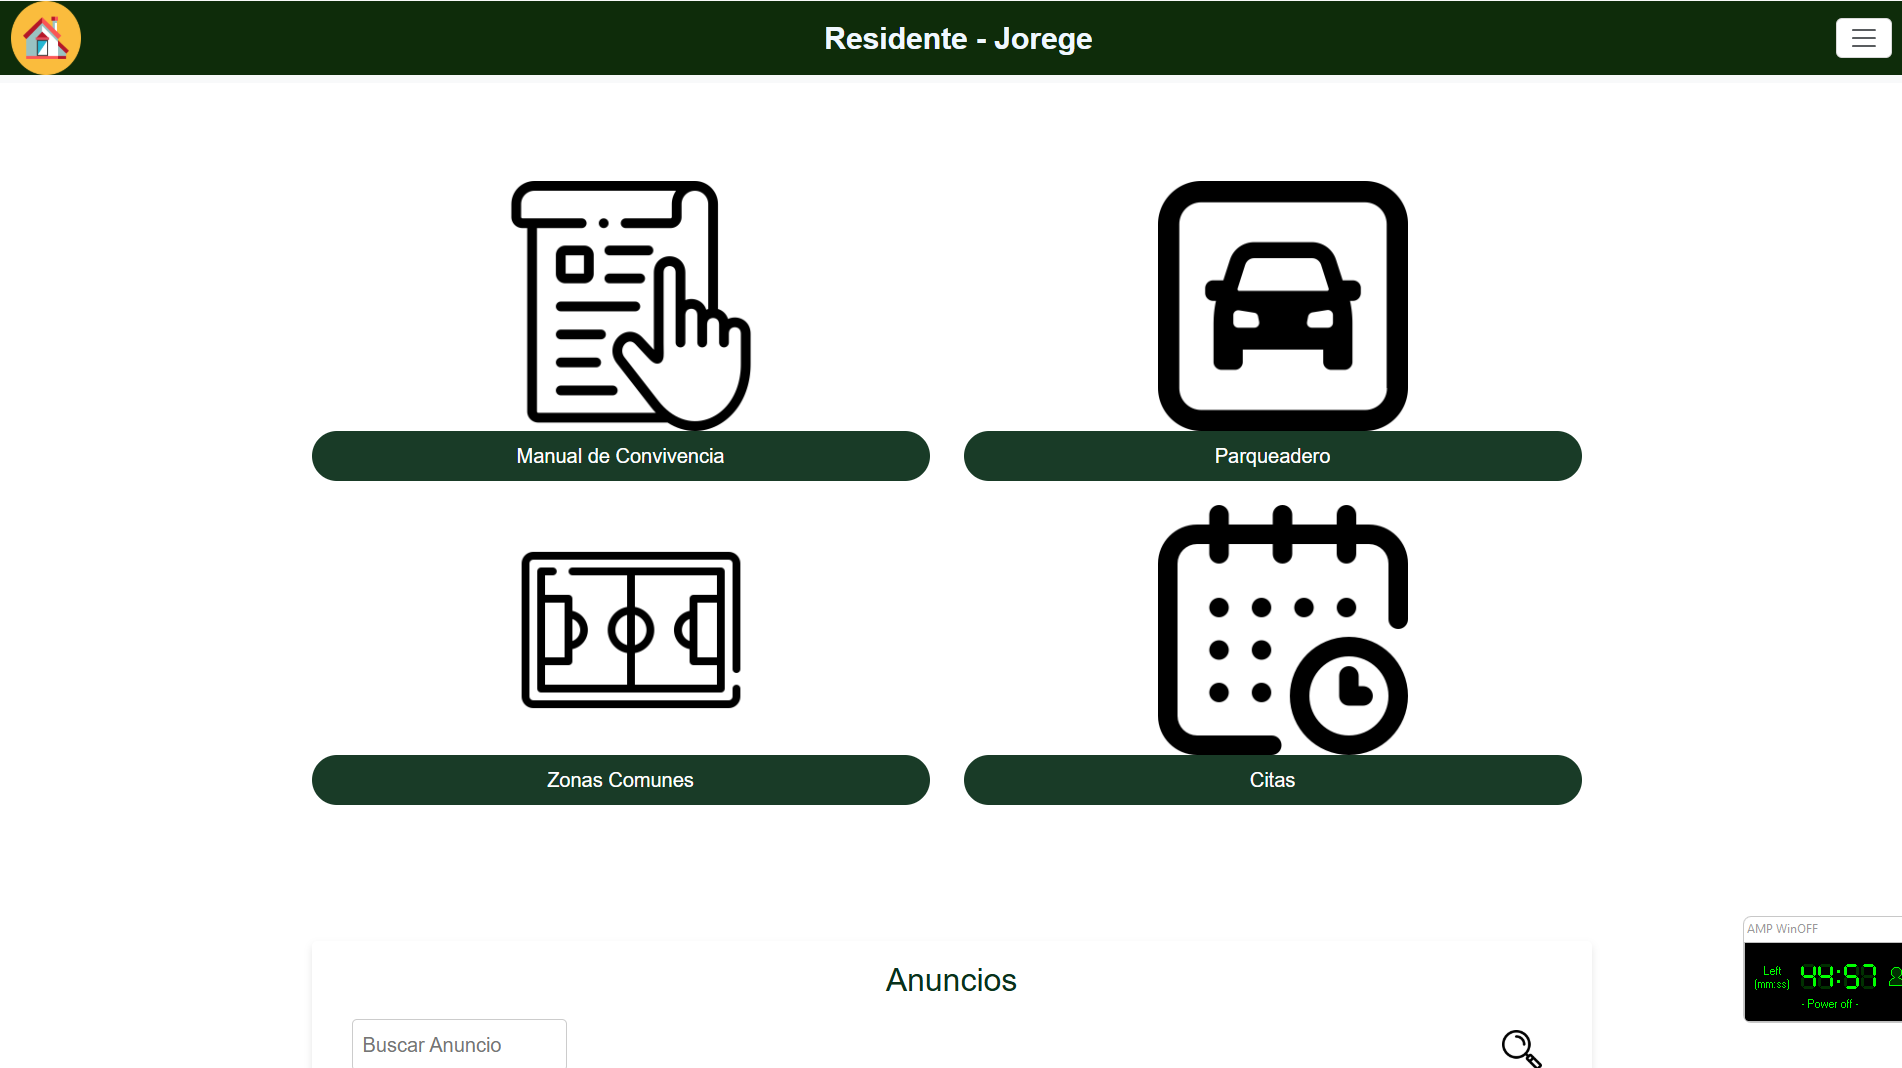 Residente - Jorege
Manual de Convivencia
Parqueadero
Zonas Comunes
Citas
Anuncios
Buscar Anuncio
AMP WinOFF
Left
(mm:ss)
44:57
- Power off -